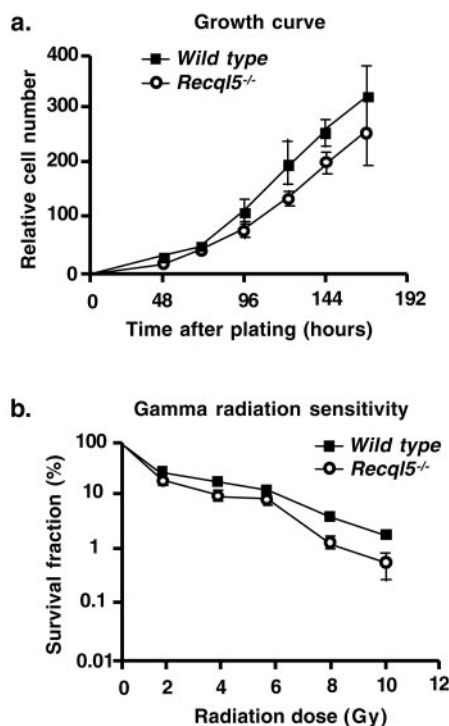 a.
Growth curve
Wild type
Recql5-/-
Relative cell number
400
300
200
100
0
0 48 96 144 192
Time after plating (hours)
b.
Gamma radiation sensitivity
Wild type
Recql5-/-
Survival fraction (%)
100
10
1
0.1
0.01
0 2 4 6 8 10 12
Radiation dose (Gy)